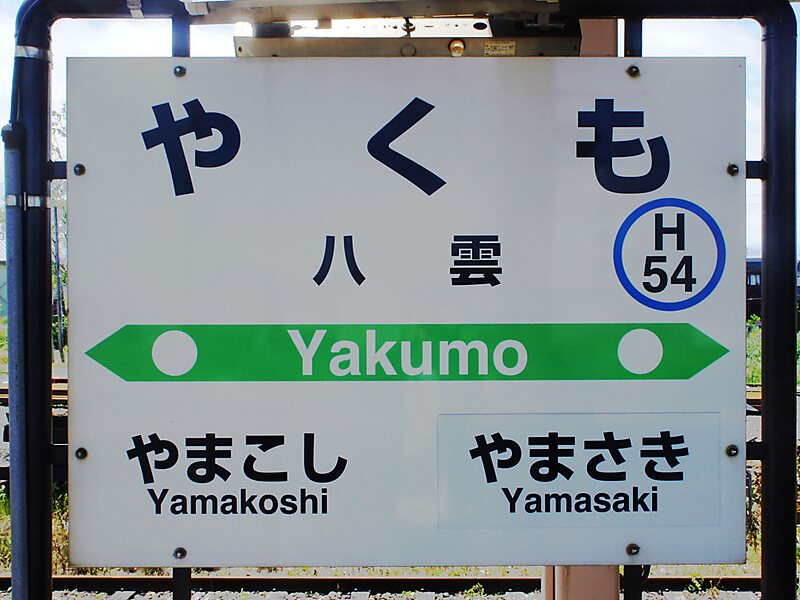 やくも
八雲
H
54
Yakumo
やまこし
Yamakoshi
やまさき
Yamasaki